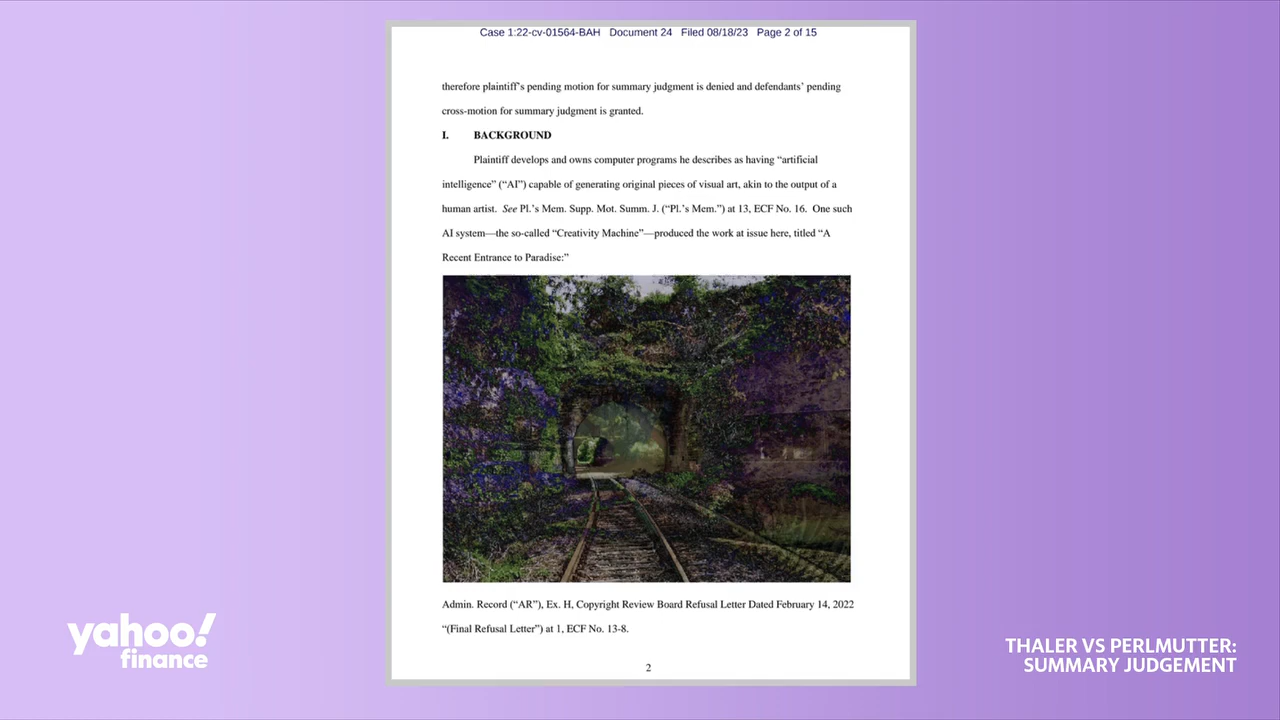 Case 1:22-cv-01564-BAH Document 24 Filed 08/18/23 Page 2 of 15
therefore plaintiff's pending motion for summary judgment is denied and defendants' pending
cross-motion for summary judgment is granted.
I. BACKGROUND
Plaintiff develops and owns computer programs he describes as having “artificial
intelligence” (“AI”) capable of generating original pieces of visual art, akin to the output of a
human artist. See Pl.'s Mem. Supp. Mot. Summ. J. (“Pl.'s Mem.”) at 13, ECF No. 16. One such
AI system—the so-called “Creativity Machine”—produced the work at issue here, titled “A
Recent Entrance to Paradise:”
Admin. Record (“AR”), Ex. H, Copyright Review Board Refusal Letter Dated February 14, 2022
“(Final Refusal Letter”) at 1, ECF No. 13-8.
2
yahoo!
finance
THALER VS PERLMUTTER:
SUMMARY JUDGEMENT